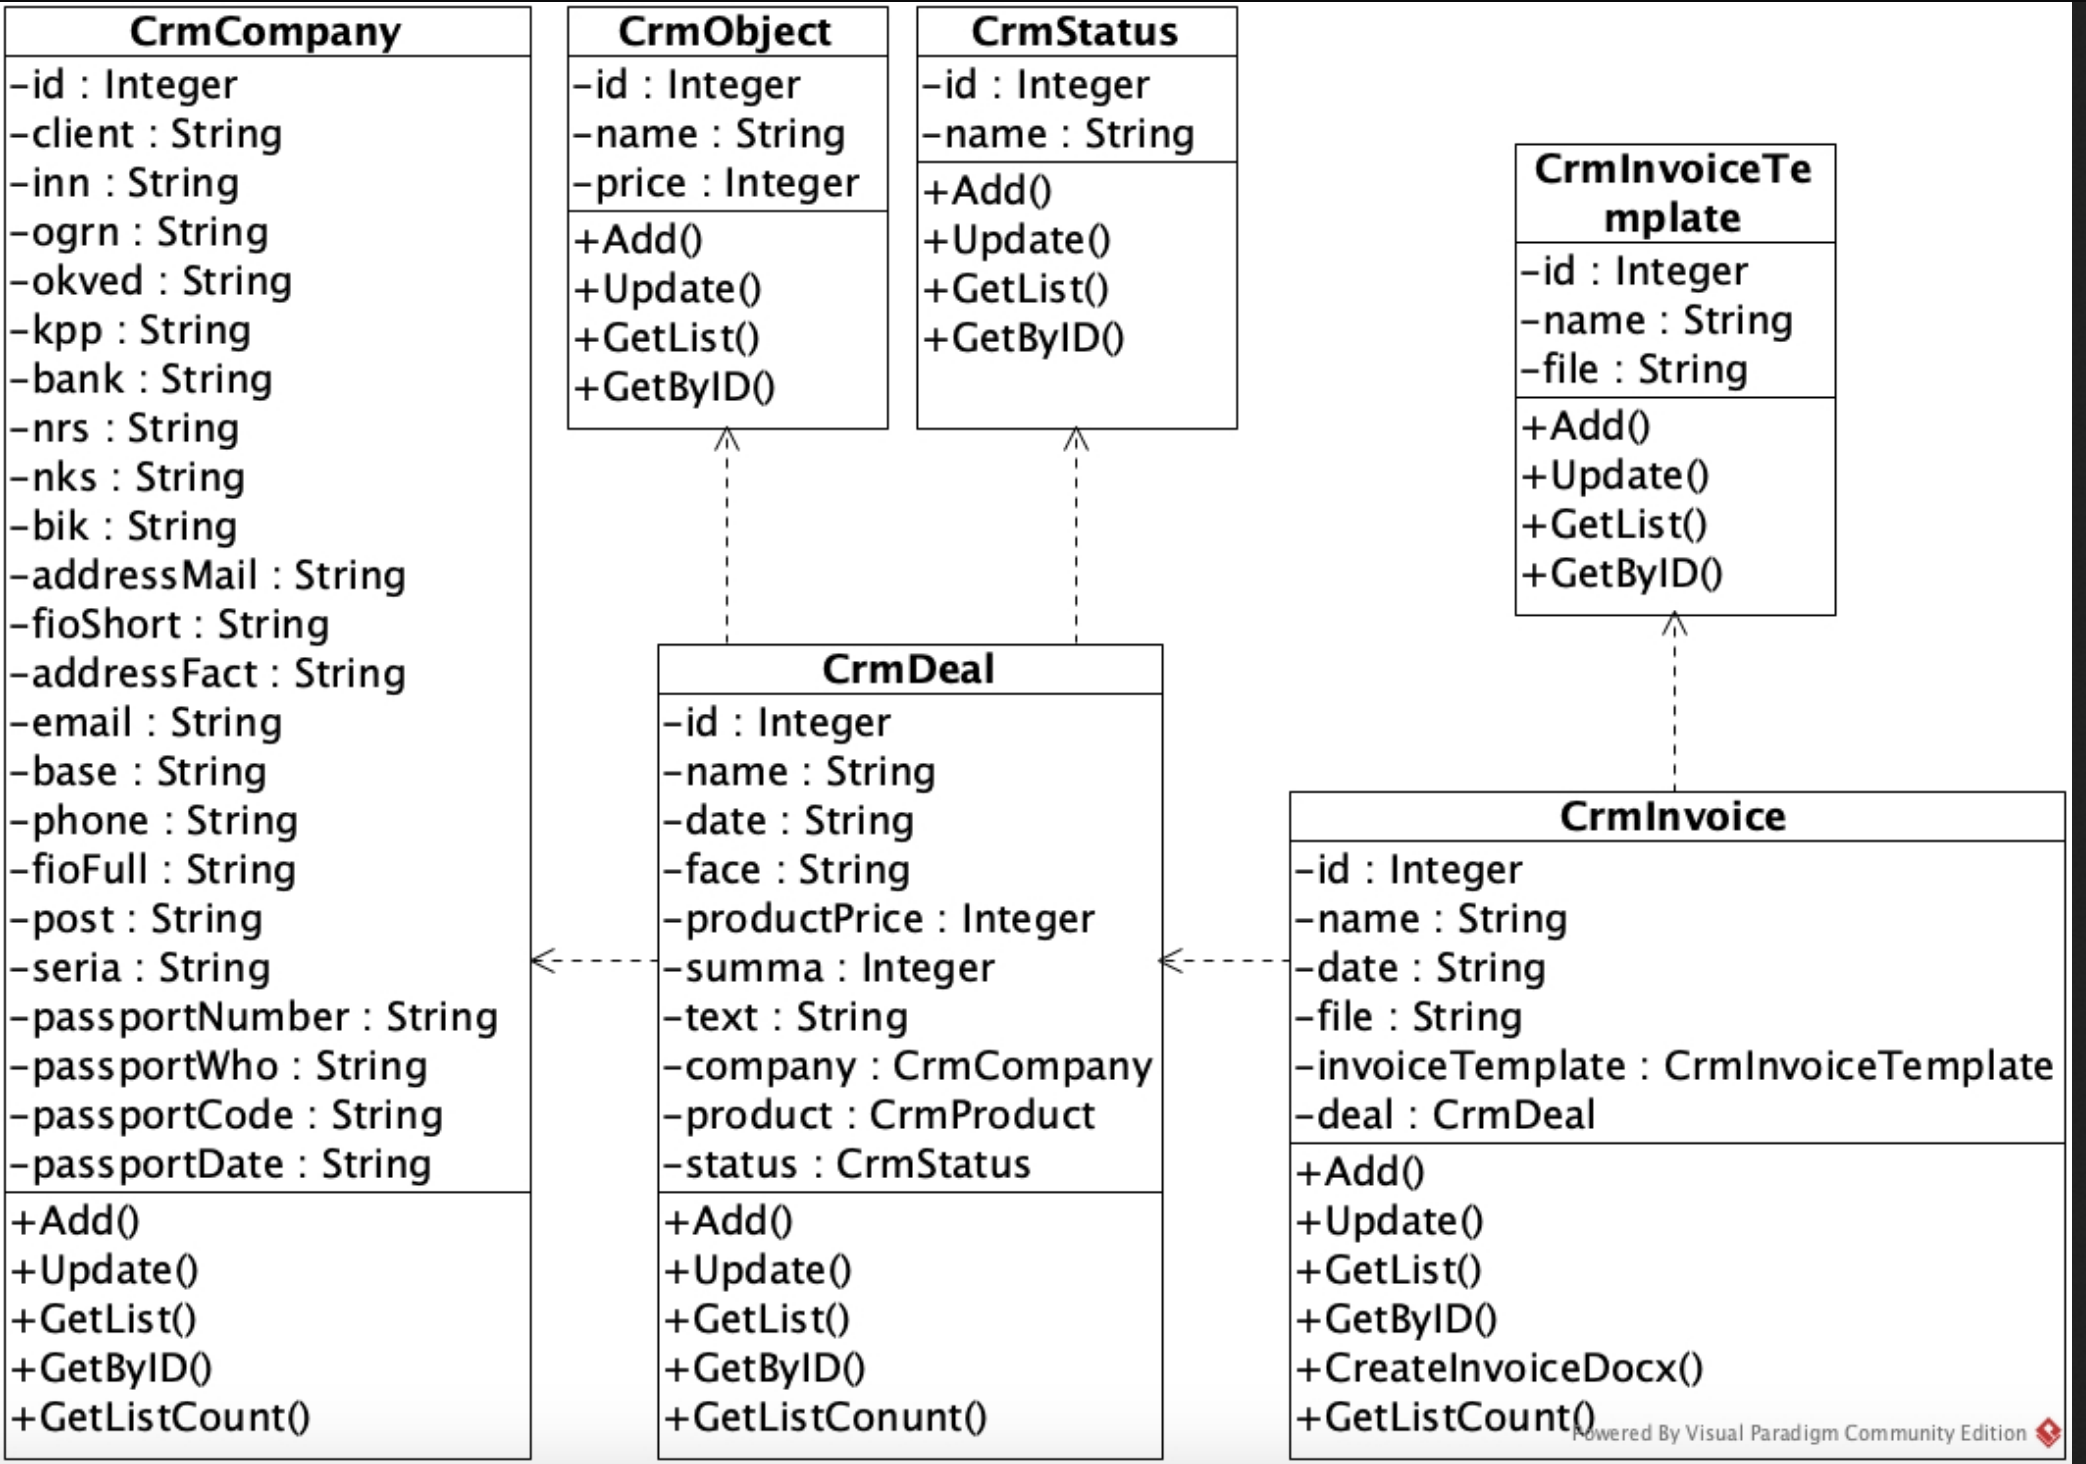 CrmCompany
-id : Integer
-client : String
-inn : String
-ogrn : String
-okved : String
-kpp : String
-bank : String
-nrs : String
-nks : String
-bik : String
-addressMail : String
-fioShort : String
-addressFact : String
-email : String
-base : String
-phone : String
-fioFull : String
-post : String
-seria : String
-passportNumber : String
-passportWho : String
-passportCode : String
-passportDate : String
+Add()
+Update()
+GetList()
+GetByID()
+GetListCount()
CrmObject
-id : Integer
-name : String
-price : Integer
+Add()
+Update()
+GetList()
+GetByID()
CrmStatus
-id : Integer
-name : String
+Add()
+Update()
+GetList()
+GetByID()
CrmInvoiceTe
mplate
-id : Integer
-name : String
-file : String
+Add()
+Update()
+GetList()
+GetByID()
CrmDeal
-id : Integer
-name : String
-date : String
-face : String
-productPrice : Integer
-summa : Integer
-text : String
-company : CrmCompany
-product : CrmProduct
-status : CrmStatus
+Add()
+Update()
+GetList()
+GetByID()
+GetListConunt()
CrmInvoice
-id : Integer
-name : String
-date : String
-file : String
-invoiceTemplate : CrmInvoiceTemplate
-deal : CrmDeal
+Add()
+Update()
+GetList()
+GetByID()
+CreateInvoiceDocx()
+GetListCount()
Powered By Visual Paradigm Community Edition